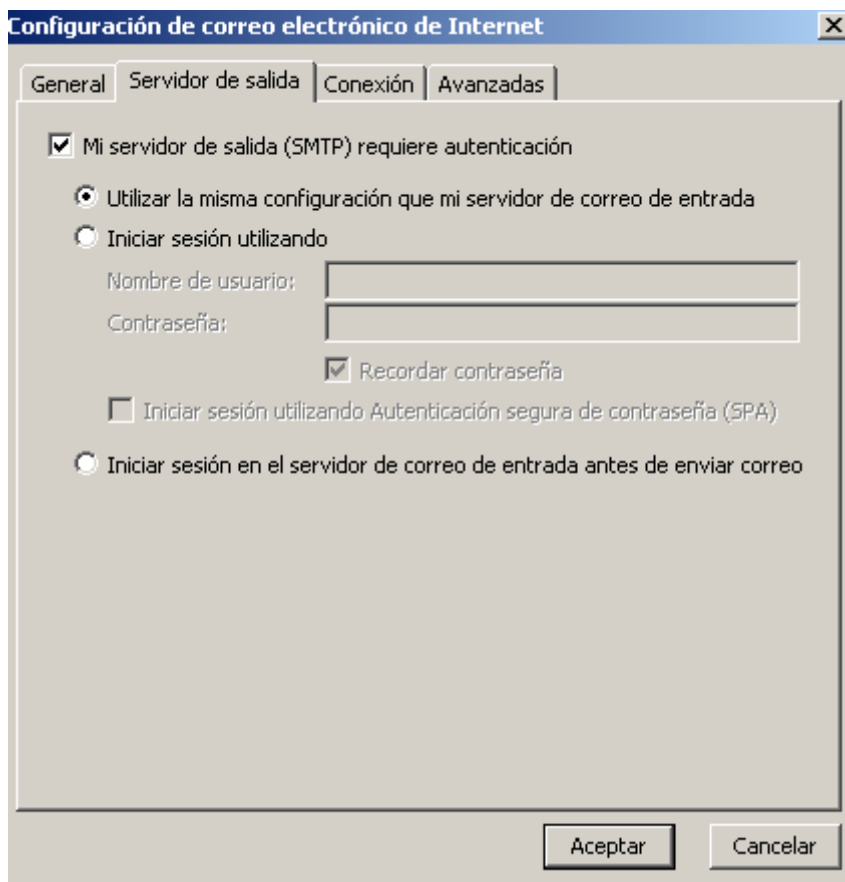 Configuración de correo electrónico de Internet
General Servidor de salida Conexión Avanzadas
Mi servidor de salida (SMTP) requiere autenticación
Utilizar la misma configuración que mi servidor de correo de entrada
Iniciar sesión utilizando
Nombre de usuario:
Contraseña:
Recordar contraseña
Iniciar sesión utilizando Autenticación segura de contraseña (SPA)
Iniciar sesión en el servidor de correo de entrada antes de enviar correo
Aceptar Cancelar